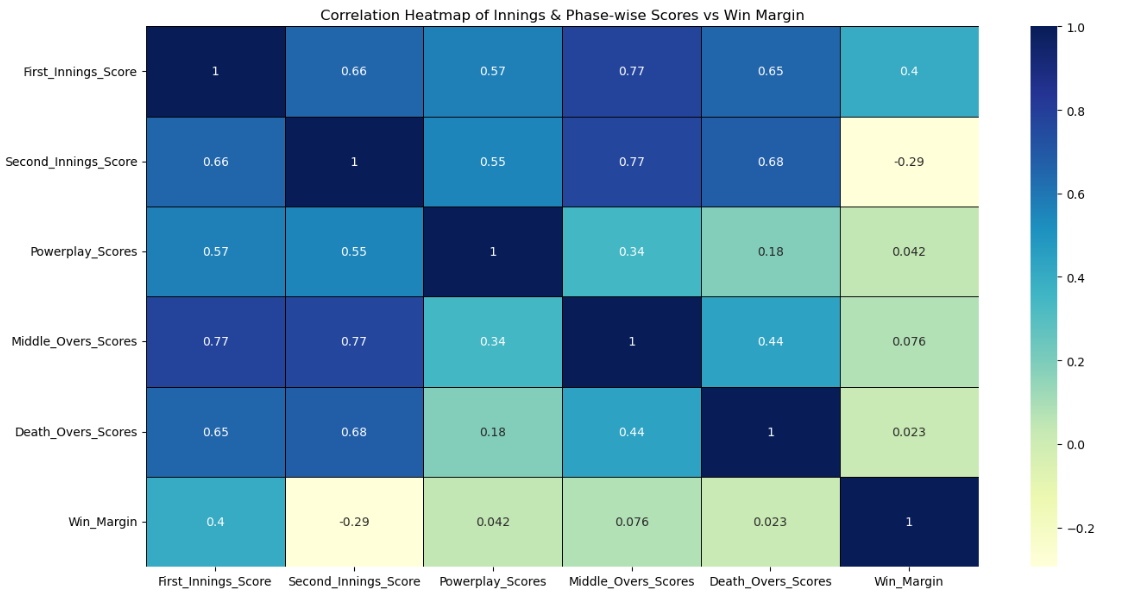 Correlation Heatmap of Innings & Phase-wise Scores vs Win Margin
First_Innings_Score 1 0.66 0.57 0.77 0.65 0.4
Second_Innings_Score 0.66 1 0.55 0.77 0.68 -0.29
Powerplay_Scores 0.57 0.55 1 0.34 0.18 0.042
Middle_Overs_Scores 0.77 0.77 0.34 1 0.44 0.076
Death_Overs_Scores 0.65 0.68 0.18 0.44 1 0.023
Win_Margin 0.4 -0.29 0.042 0.076 0.023 1
First_Innings_Score Second_Innings_Score Powerplay_Scores Middle_Overs_Scores Death_Overs_Scores Win_Margin
1.0
0.8
0.6
0.4
0.2
0.0
−0.2